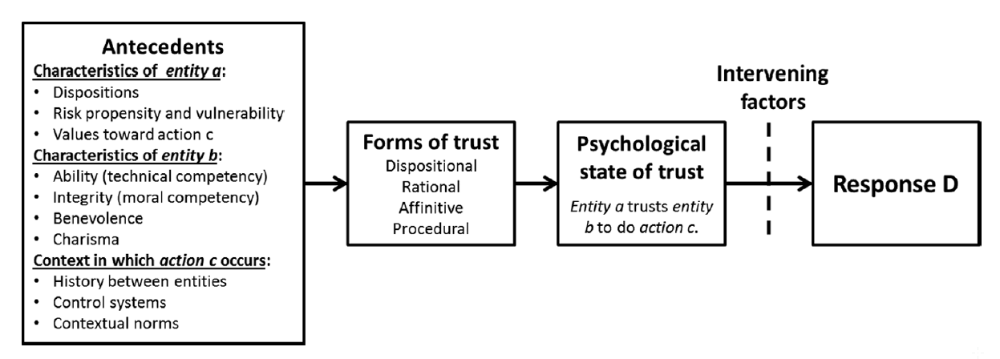 Antecedents
Characteristics of entity a:
• Dispositions
• Risk propensity and vulnerability
• Values toward action c
Characteristics of entity b:
• Ability (technical competency)
• Integrity (moral competency)
• Benevolence
• Charisma
Context in which action c occurs:
• History between entities
• Control systems
• Contextual norms
Forms of trust
Dispositional
Rational
Affinitive
Procedural
Psychological
state of trust
Entity a trusts entity
b to do action c.
Intervening
factors
Response D